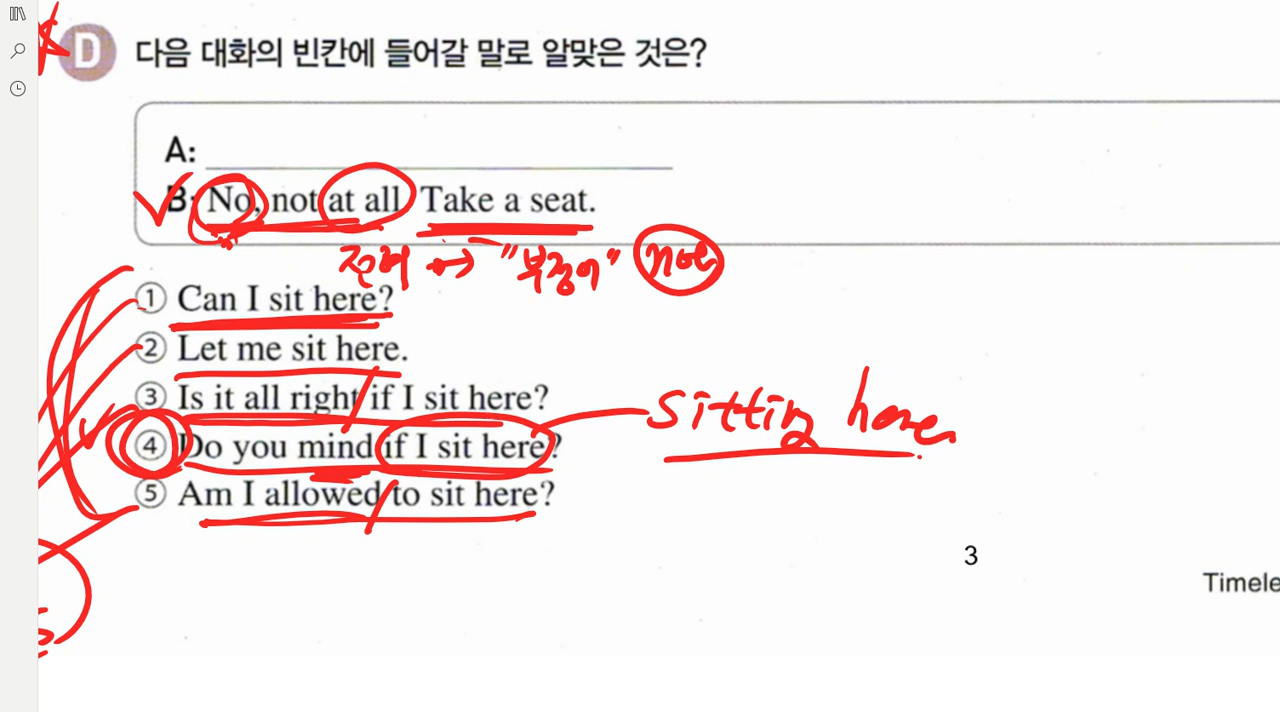 D 다음 대화의 빈칸에 들어갈 말로 알맞은 것은?
A:
B: No, not at all. Take a seat.
전혀 ↔ "부정어" no
① Can I sit here?
② Let me sit here.
③ Is it all right if I sit here?
④ Do you mind if I sit here?
sitting here
⑤ Am I allowed to sit here?
3
Timele